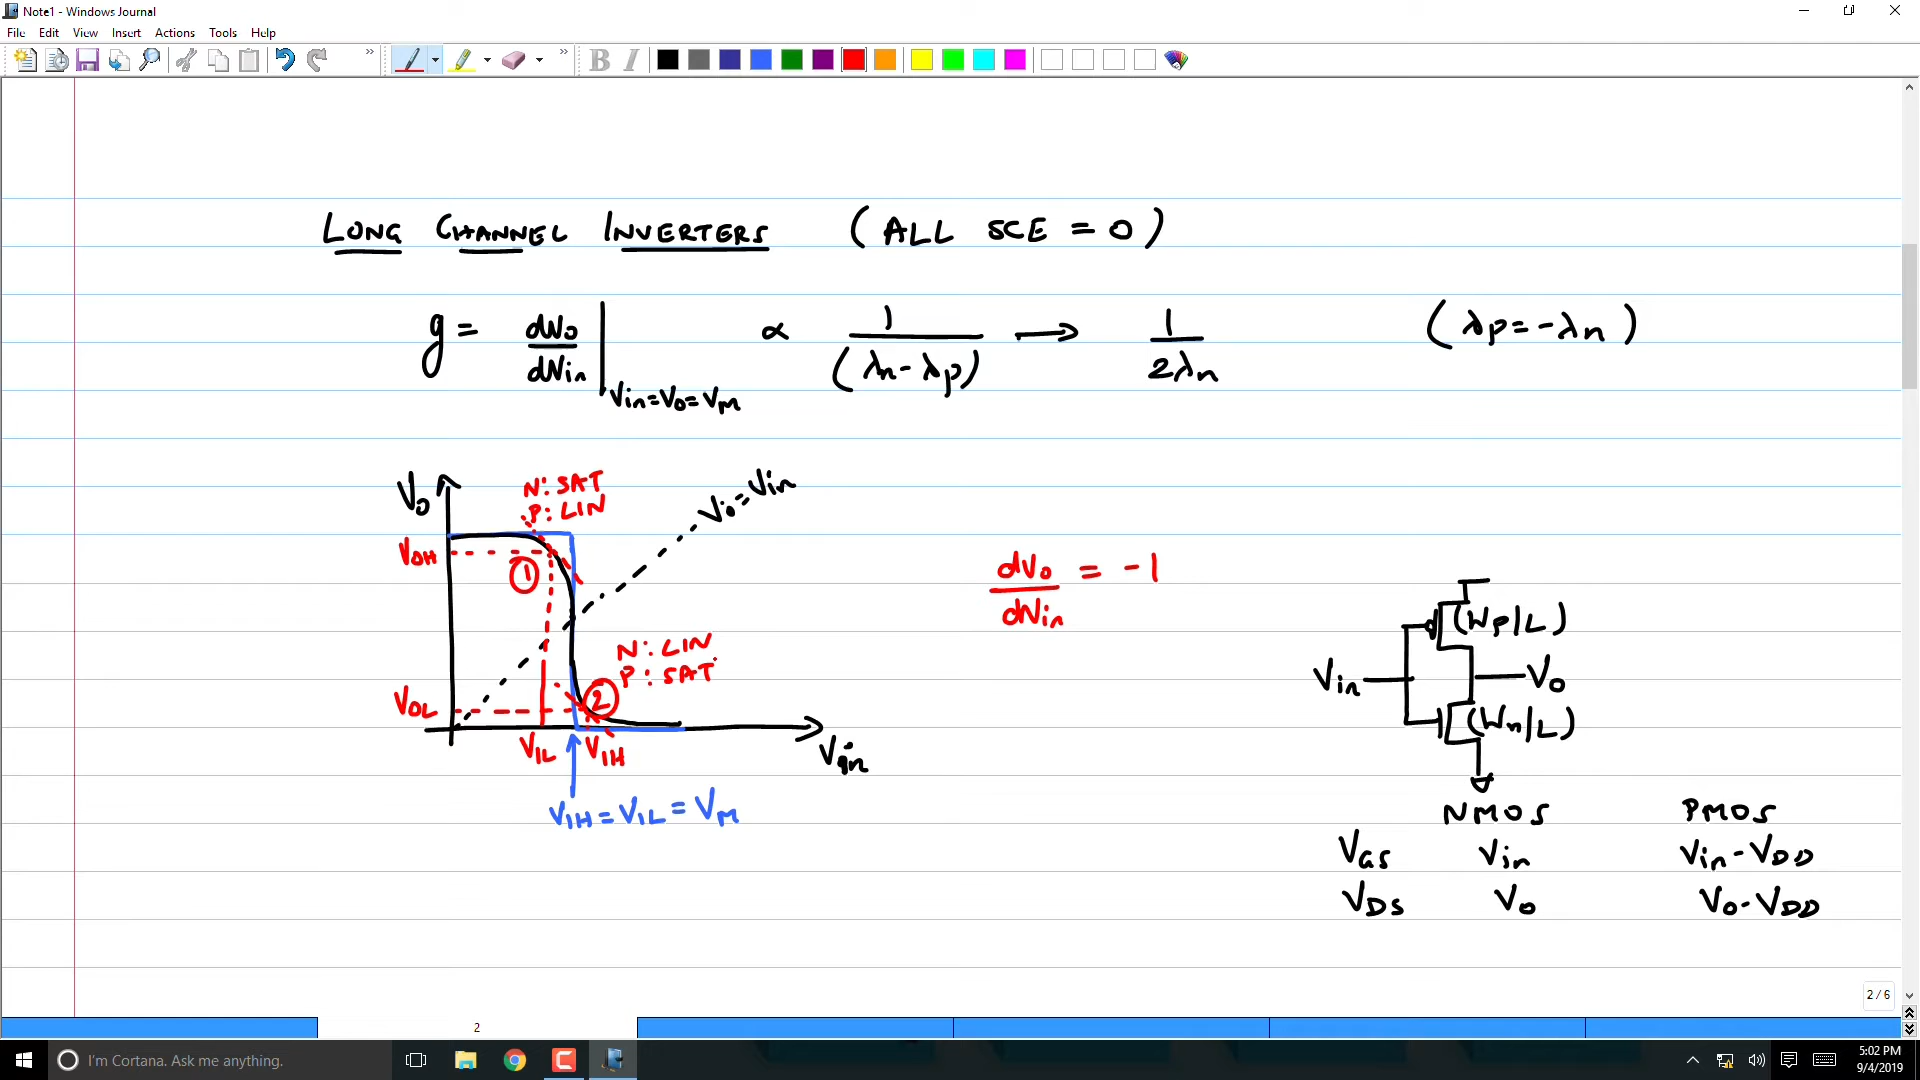 Note1 - Windows Journal
File Edit View Insert Actions Tools Help
B I
LONG CHANNEL INVERTERS (ALL SCE = 0)
g = dVo/dVin | Vin=Vo=Vm ∝ 1/(λn-λp) → 1/2λn (λp=-λn)
Vo
N: SAT
P: LIN
Vo=Vin
VOH
①
dVo/dVin = -1
(Wp/L)
N: LIN
P: SAT
Vin
Vo
VOL
②
(Wn/L)
VIL VIH
Vin
VIH = VIL = VM
NMOS PMOS
VGS Vin Vin-VDD
VDS Vo Vo-VDD
2 / 6
2
I'm Cortana. Ask me anything.
5:02 PM
9/4/2019